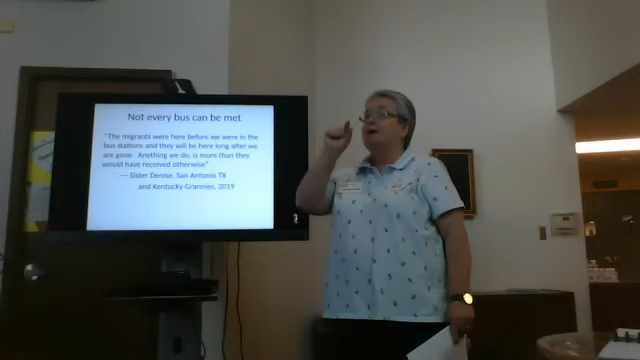 Not every bus can be met
"The migrants were here before we were in the
bus stations and they will be here long after we
are gone. Anything we do, is more than they
would have received otherwise"
— Sister Denise, San Antonio TX
and Kentucky Grannies, 2019